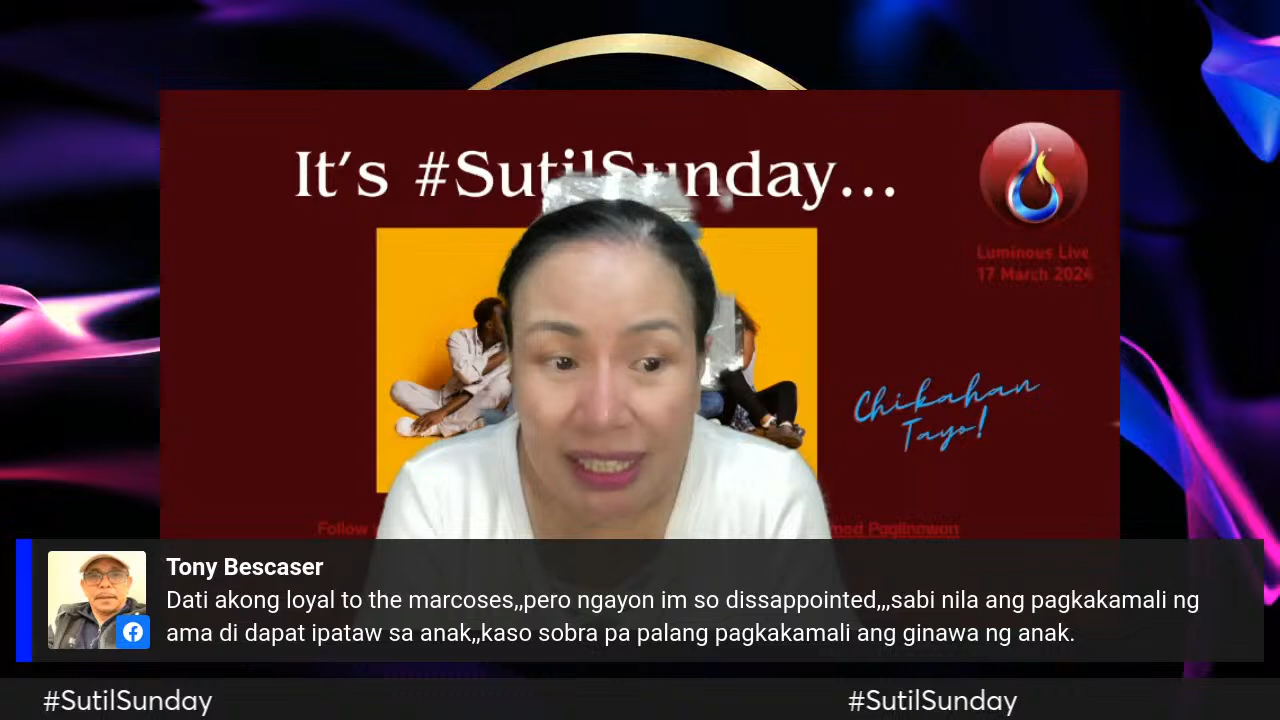 It's #SutilSunday...
Luminous Live
17 March 2024
Chikahan
Tayo!
Follow
Tony Bescaser
Dati akong loyal to the marcoses,,pero ngayon im so dissappointed,,,sabi nila ang pagkakamali ng
ama di dapat ipataw sa anak,,kaso sobra pa palang pagkakamali ang ginawa ng anak.
#SutilSunday #SutilSunday